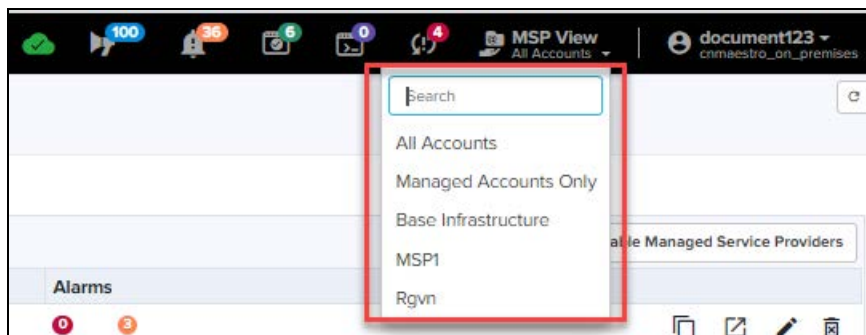 100
36
6
0
4
MSP View
All Accounts
document123
cnmaestro_on_premises
Search
All Accounts
Managed Accounts Only
Base Infrastructure
MSP1
Rgvn
Managed Service Providers
Alarms
0
3